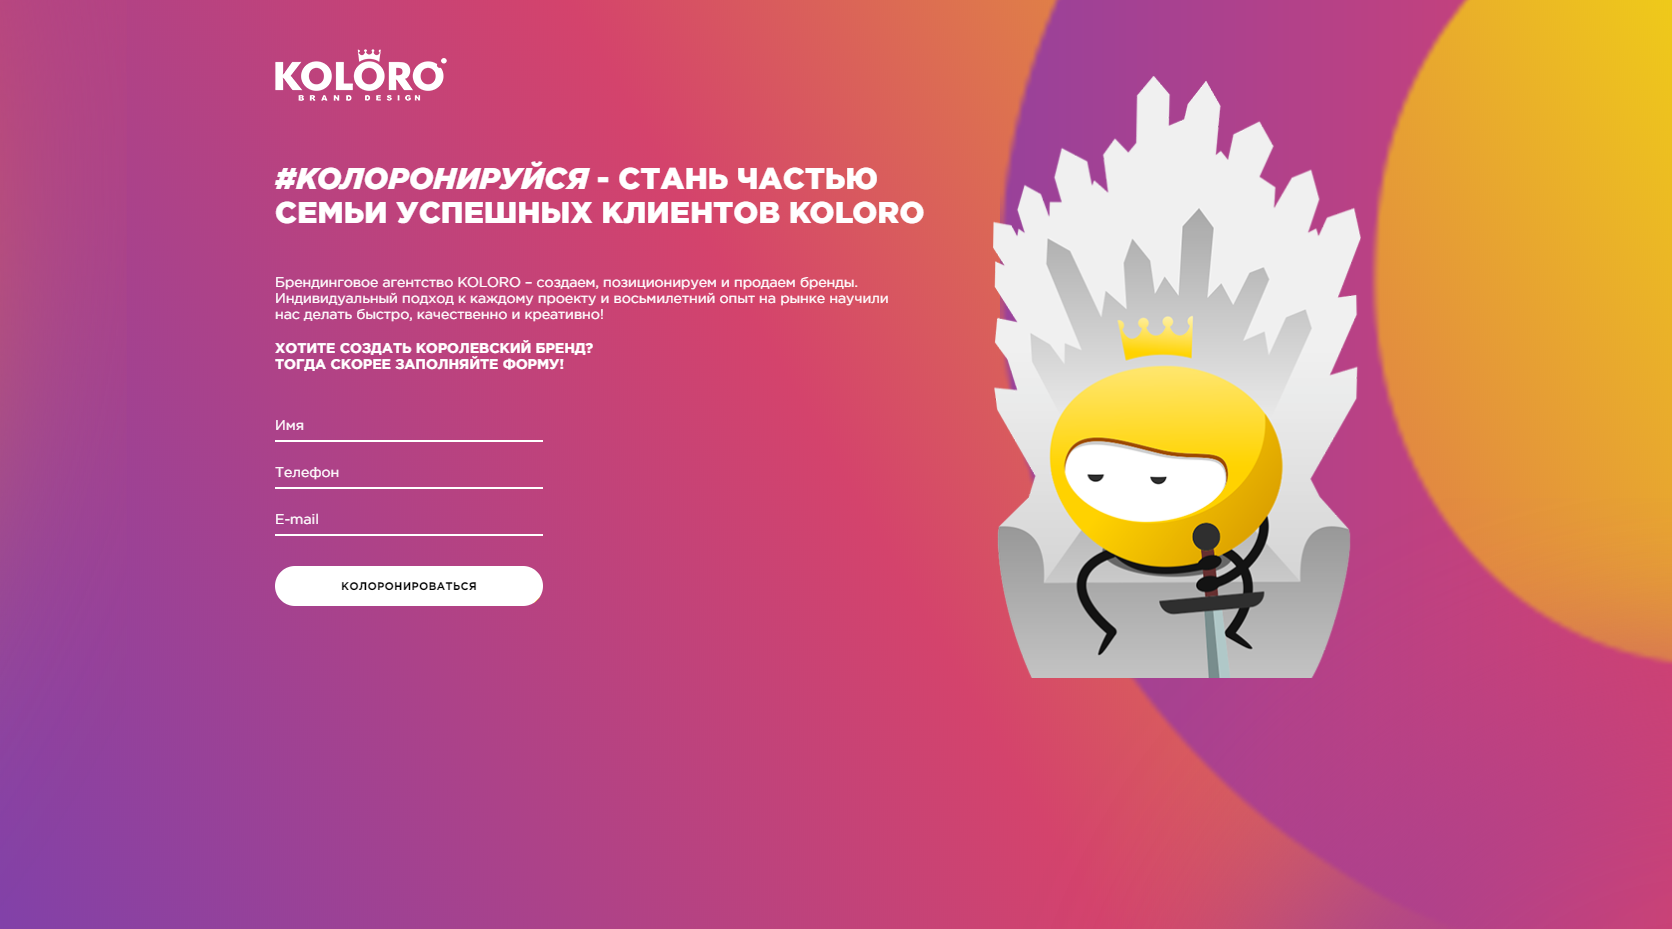 KOLORO
BRAND DESIGN
#КОЛОРОНИРУЙСЯ - СТАНЬ ЧАСТЬЮ
СЕМЬИ УСПЕШНЫХ КЛИЕНТОВ KOLORO
Брендинговое агентство KOLORO – создаем, позиционируем и продаем бренды.
Индивидуальный подход к каждому проекту и восьмилетний опыт на рынке научили
нас делать быстро, качественно и креативно!
ХОТИТЕ СОЗДАТЬ КОРОЛЕВСКИЙ БРЕНД?
ТОГДА СКОРЕЕ ЗАПОЛНЯЙТЕ ФОРМУ!
Имя
Телефон
E-mail
КОЛОРОНИРОВАТЬСЯ